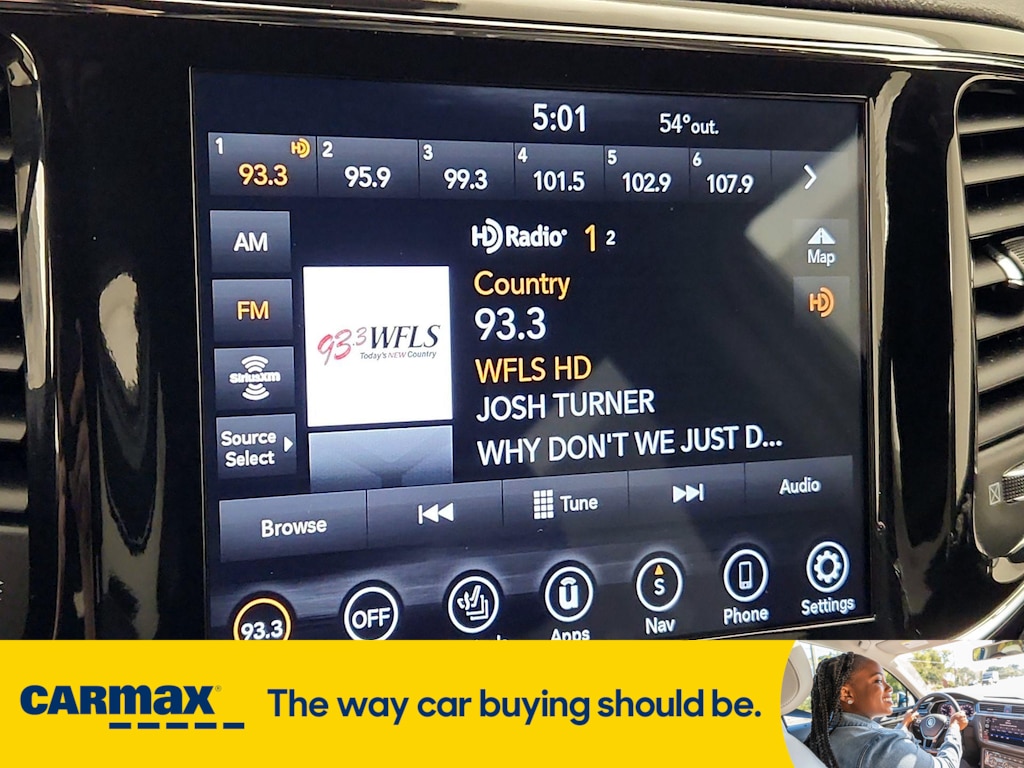 5:01 54°out.
1 HD 2 3 4 5 6
93.3 95.9 99.3 101.5 102.9 107.9
AM
HD Radio 1 2
Map
Country
FM
HD
93.3
93.3 WFLS
Today's NEW Country
WFLS HD
SiriusXM
JOSH TURNER
Source
Select
WHY DON'T WE JUST D...
Browse Tune Audio
93.3 OFF Apps S Nav Phone Settings
CARMAX The way car buying should be.